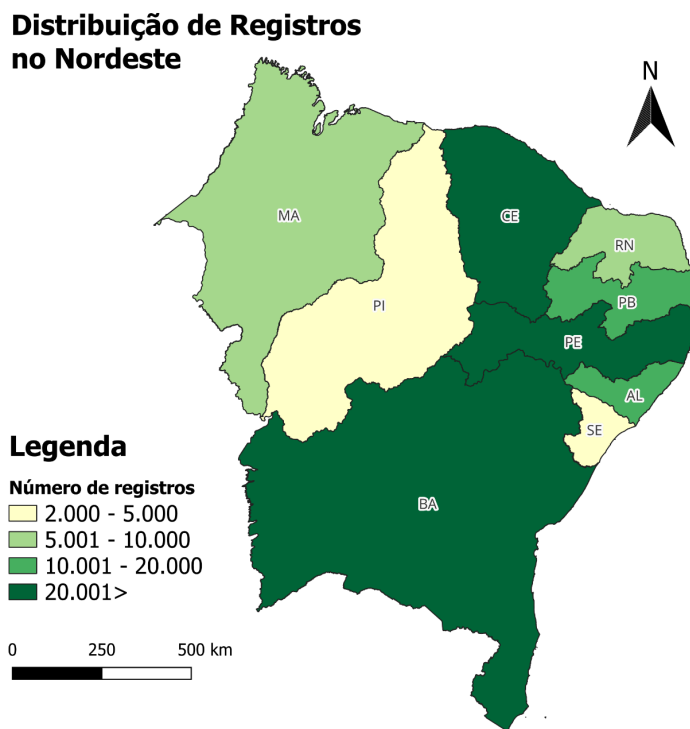 Distribuição de Registros
no Nordeste
N
MA
CE
RN
PI
PB
PE
AL
SE
BA
Legenda
Número de registros
2.000 - 5.000
5.001 - 10.000
10.001 - 20.000
20.001>
0 250 500 km